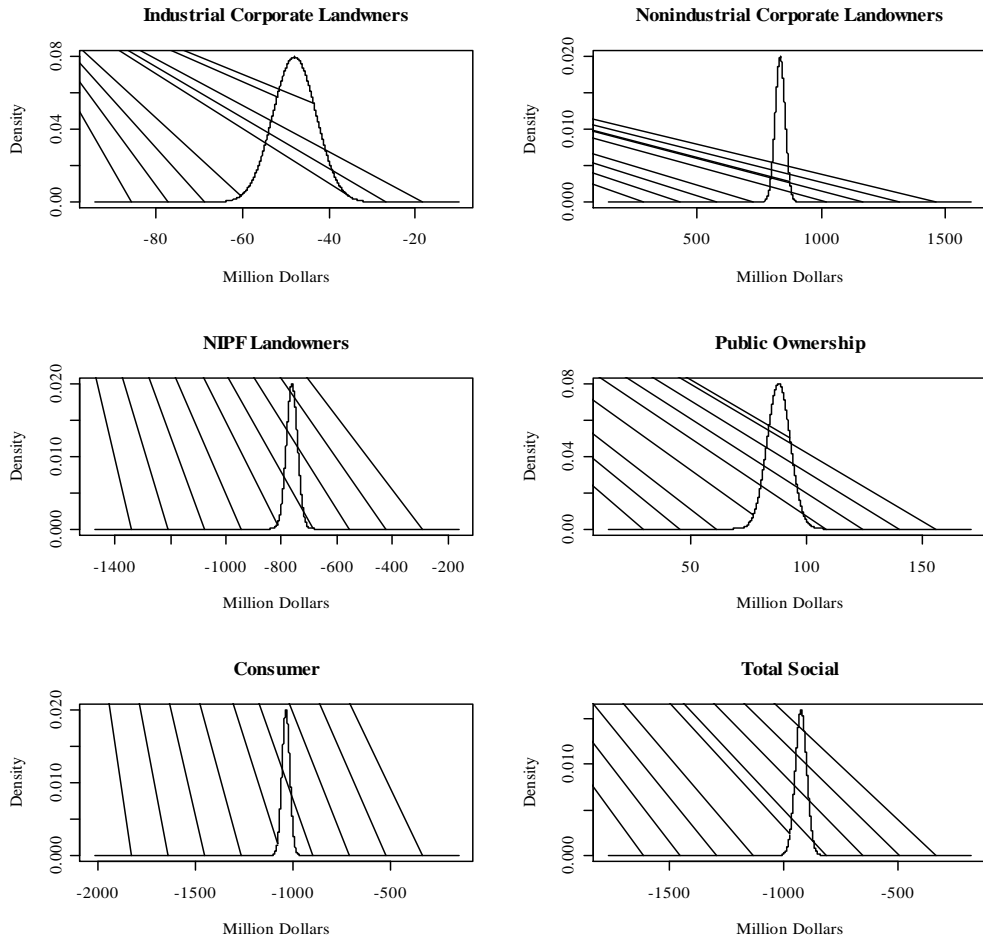 Industrial Corporate Landwners
Density
0.00 0.04 0.08
-80 -60 -40 -20
Million Dollars
Nonindustrial Corporate Landowners
Density
0.000 0.010 0.020
500 1000 1500
Million Dollars
NIPF Landowners
Density
0.000 0.010 0.020
-1400 -1000 -800 -600 -400 -200
Million Dollars
Public Ownership
Density
0.00 0.04 0.08
50 100 150
Million Dollars
Consumer
Density
0.000 0.010 0.020
-2000 -1500 -1000 -500
Million Dollars
Total Social
Density
0.000 0.010
-1500 -1000 -500
Million Dollars